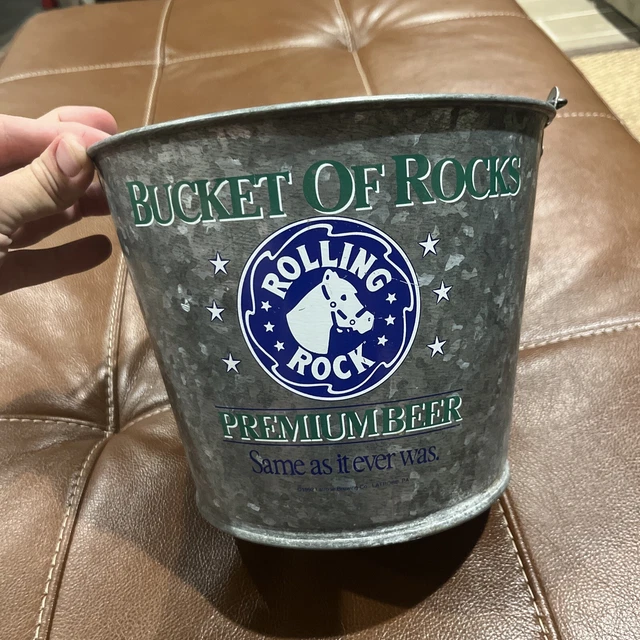 BUCKET OF ROCKS
ROLLING
ROCK
PREMIUM BEER
Same as it ever was.